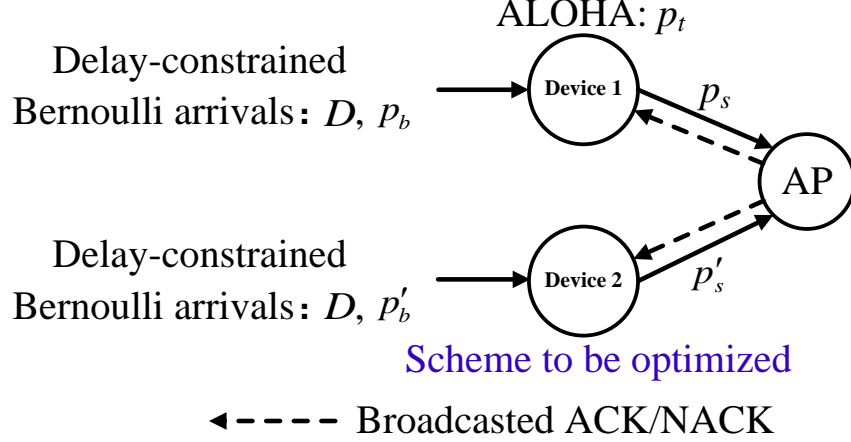 ALOHA: p_t
Delay-constrained
Bernoulli arrivals: D, p_b
Device 1
p_s
AP
Delay-constrained
Bernoulli arrivals: D, p'_b
Device 2
p'_s
Scheme to be optimized
Broadcasted ACK/NACK